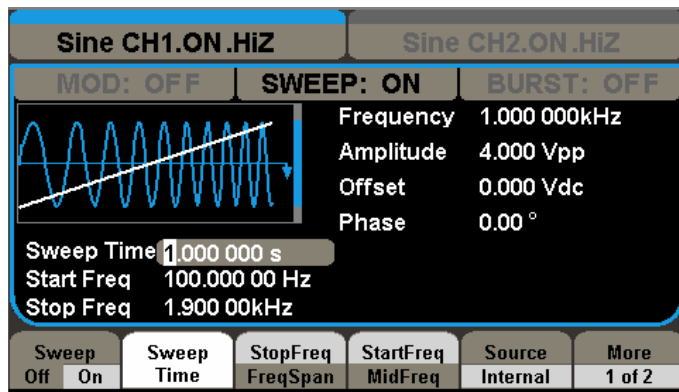 Sine CH1.ON.HiZ Sine CH2.ON.HiZ
MOD: OFF SWEEP: ON BURST: OFF
Frequency 1.000 000kHz
Amplitude 4.000 Vpp
Offset 0.000 Vdc
Phase 0.00 °
Sweep Time 1.000 000 s
Start Freq 100.000 00 Hz
Stop Freq 1.900 00kHz
Sweep Sweep StopFreq StartFreq Source More
Off On Time FreqSpan MidFreq Internal 1 of 2